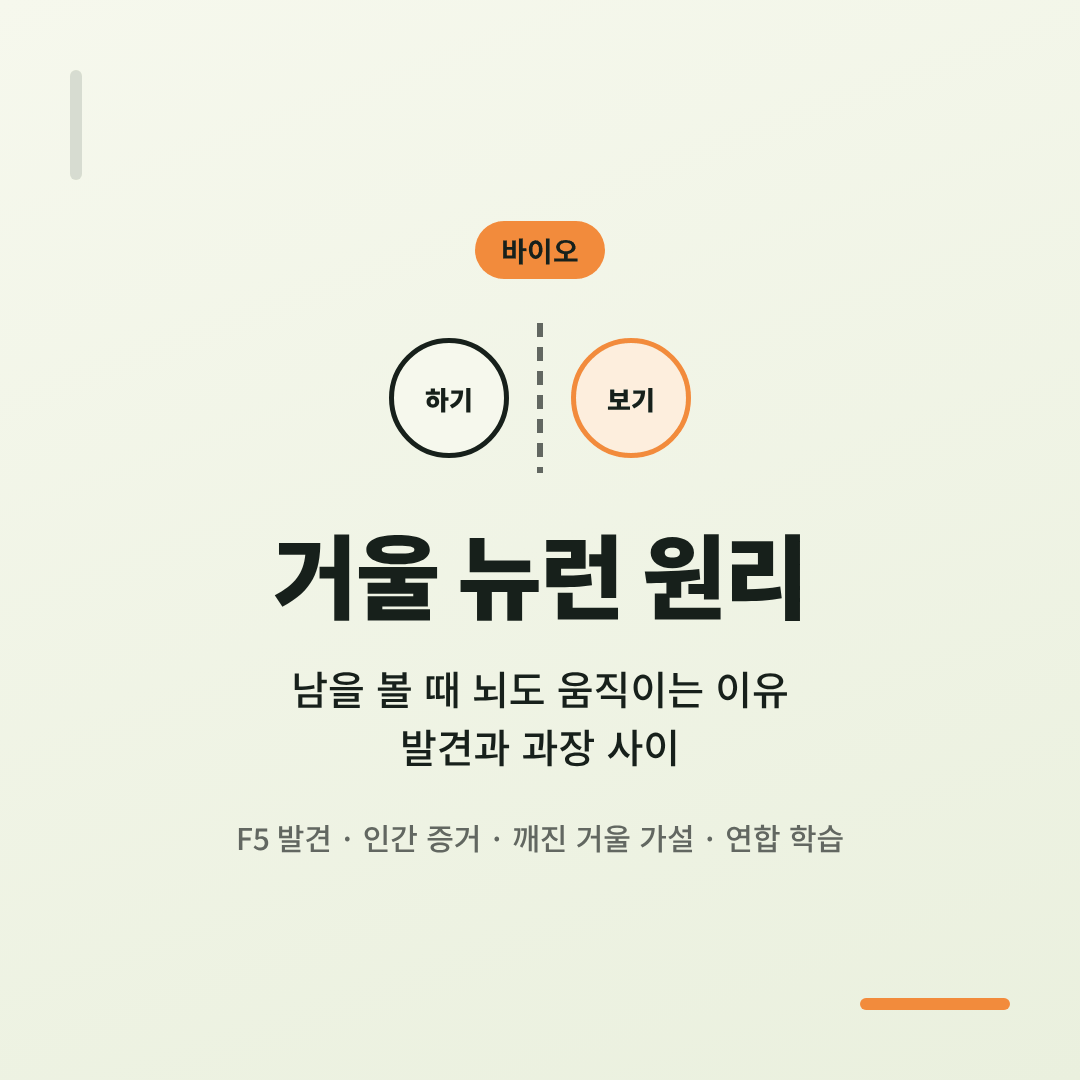 바이오
하기
보기
거울 뉴런 원리
남을 볼 때 뇌도 움직이는 이유
발견과 과장 사이
F5 발견 · 인간 증거 · 깨진 거울 가설 · 연합 학습